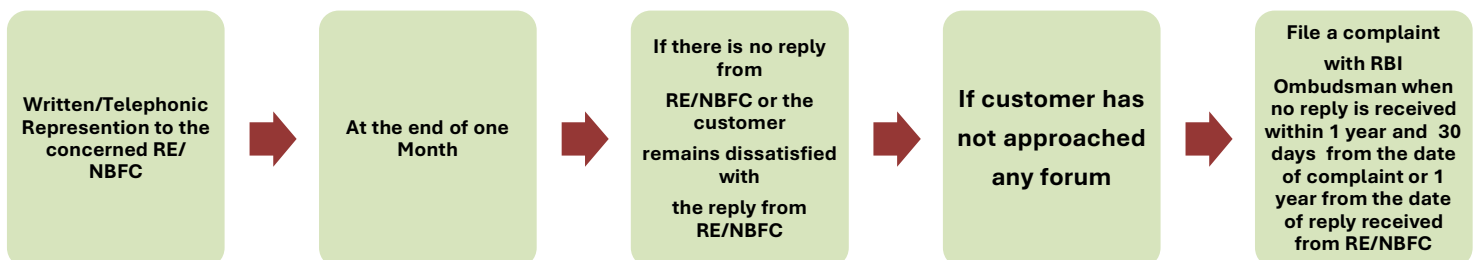 Written/Telephonic
Represention to the
concerned RE/
NBFC
At the end of one
Month
If there is no reply
from
RE/NBFC or the
customer
remains dissatisfied
with
the reply from
RE/NBFC
If customer has
not approached
any forum
File a complaint
with RBI
Ombudsman when
no reply is received
within 1 year and 30
days from the date
of complaint or 1
year from the date
of reply received
from RE/NBFC